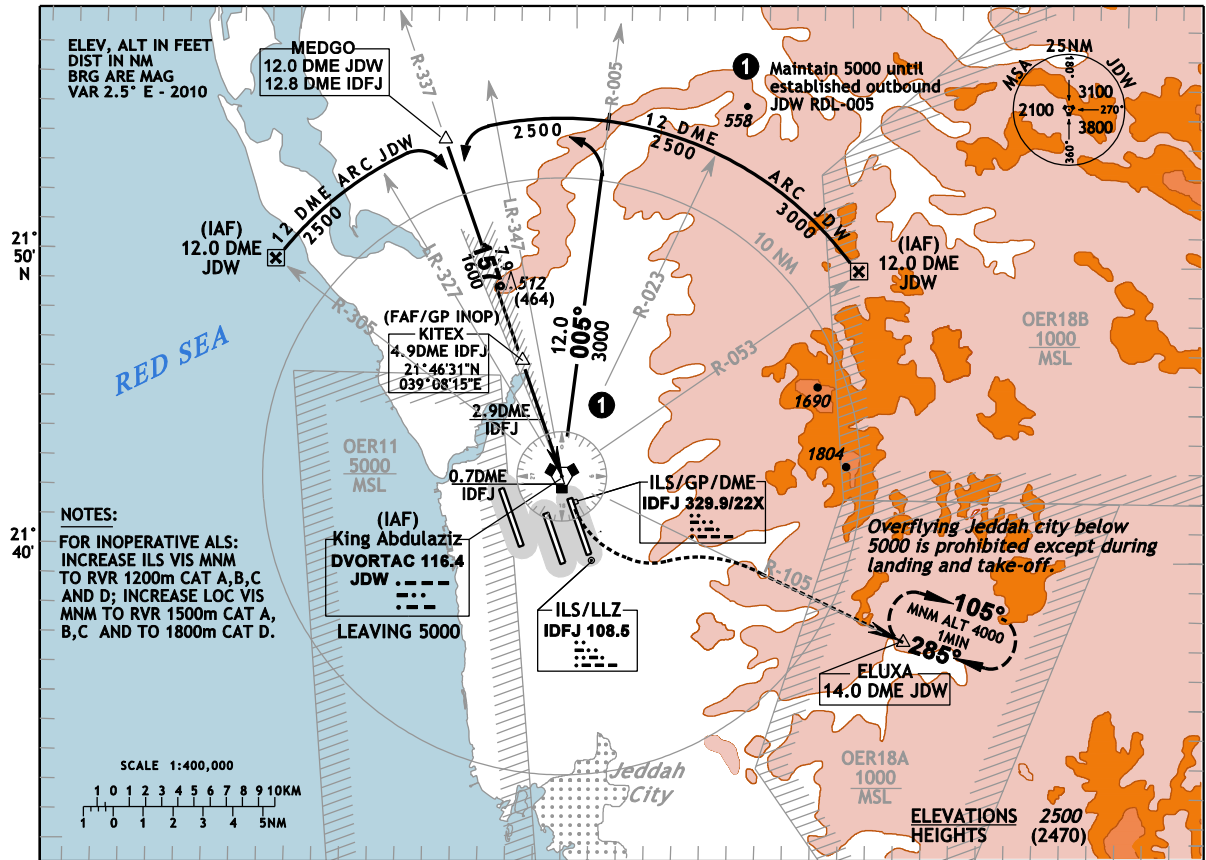 ELEV, ALT IN FEET
DIST IN NM
BRG ARE MAG
VAR 2.5° E - 2010
MEDGO
12.0 DME JDW
12.8 DME IDFJ
R-337
R-005
1
Maintain 5000 until
established outbound
JDW RDL-005
558
25NM
MSA JDW
180°
3100
2100
270°
3800
360°
12 DME ARC JDW
2500
2500
12 DME ARC JDW
2500
3000
(IAF)
12.0 DME
JDW
(IAF)
12.0 DME
JDW
21°
50'
N
LR-347
LR-327
R-305
R-023
R-053
10 NM
7.9
157°
1600
512
(464)
12.0
005°
3000
RED SEA
(FAF/GP INOP)
KITEX
4.9DME IDFJ
21°46'31"N
039°08'15"E
2.9DME
IDFJ
1
OER18B
1000
MSL
1690
1804
OER11
5000
MSL
0.7DME
IDFJ
ILS/GP/DME
IDFJ 329.9/22X
21°
40'
(IAF)
King Abdulaziz
DVORTAC 116.4
JDW
LEAVING 5000
NOTES:
FOR INOPERATIVE ALS:
INCREASE ILS VIS MNM
TO RVR 1200m CAT A,B,C
AND D; INCREASE LOC VIS
MNM TO RVR 1500m CAT A,
B,C AND TO 1800m CAT D.
Overflying Jeddah city below
5000 is prohibited except during
landing and take-off.
R-105
ILS/LLZ
IDFJ 108.5
105°
MNM ALT 4000
1MIN
285°
ELUXA
14.0 DME JDW
OER18A
1000
MSL
Jeddah
City
SCALE 1:400,000
1 0 1 2 3 4 5 6 7 8 9 10KM
1 0 1 2 3 4 5NM
ELEVATIONS 2500
HEIGHTS (2470)